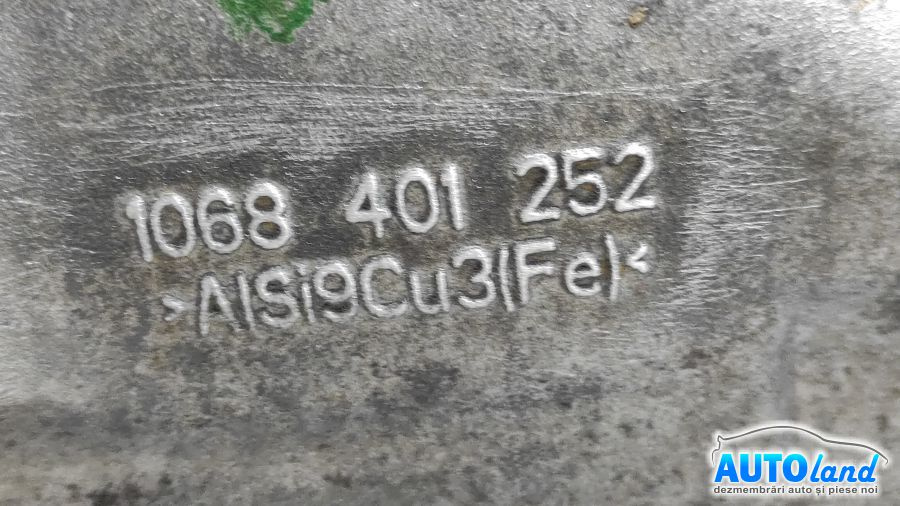 1068 401 252
>AlSi9Cu3(Fe)<
AUTOland
dezmembrări auto și piese noi